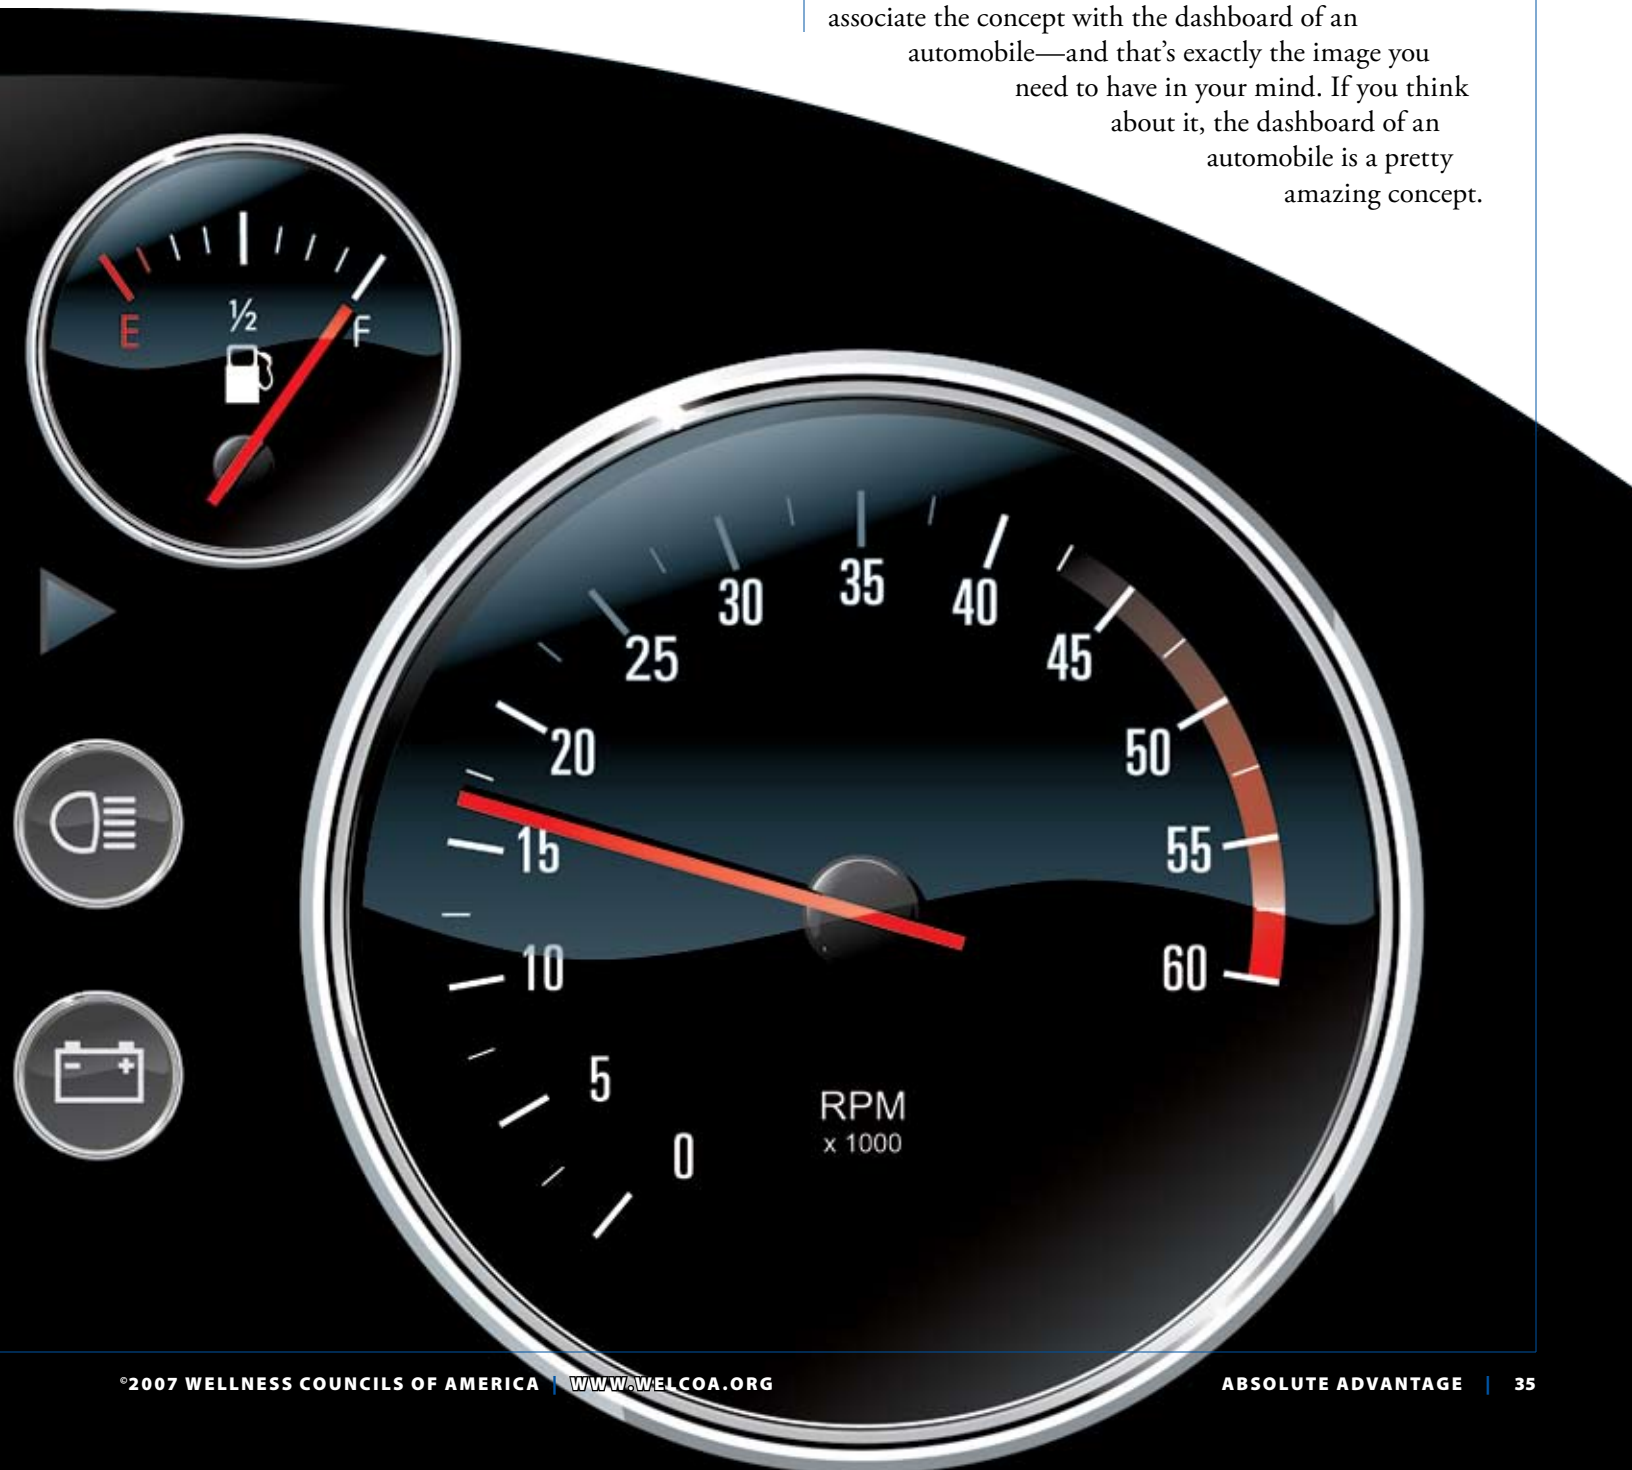 associate the concept with the dashboard of an
automobile—and that’s exactly the image you
need to have in your mind. If you think
about it, the dashboard of an
automobile is a pretty
amazing concept.
E
½
F
0
5
10
15
20
25
30
35
40
45
50
55
60
RPM
x 1000
©2007 WELLNESS COUNCILS OF AMERICA | WWW.WELCOA.ORG
ABSOLUTE ADVANTAGE | 35